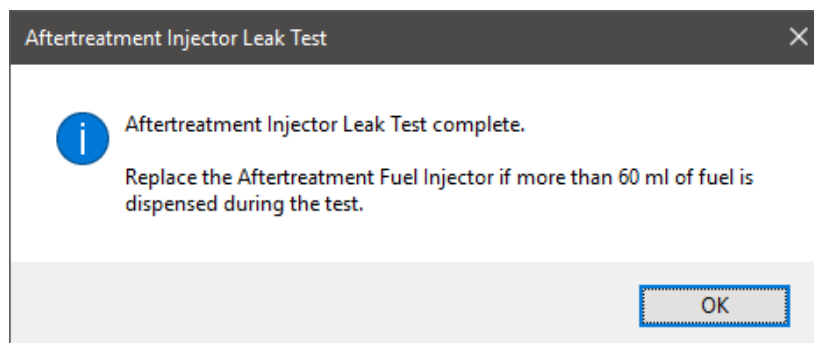 Aftertreatment Injector Leak Test
Aftertreatment Injector Leak Test complete.
Replace the Aftertreatment Fuel Injector if more than 60 ml of fuel is
dispensed during the test.
OK